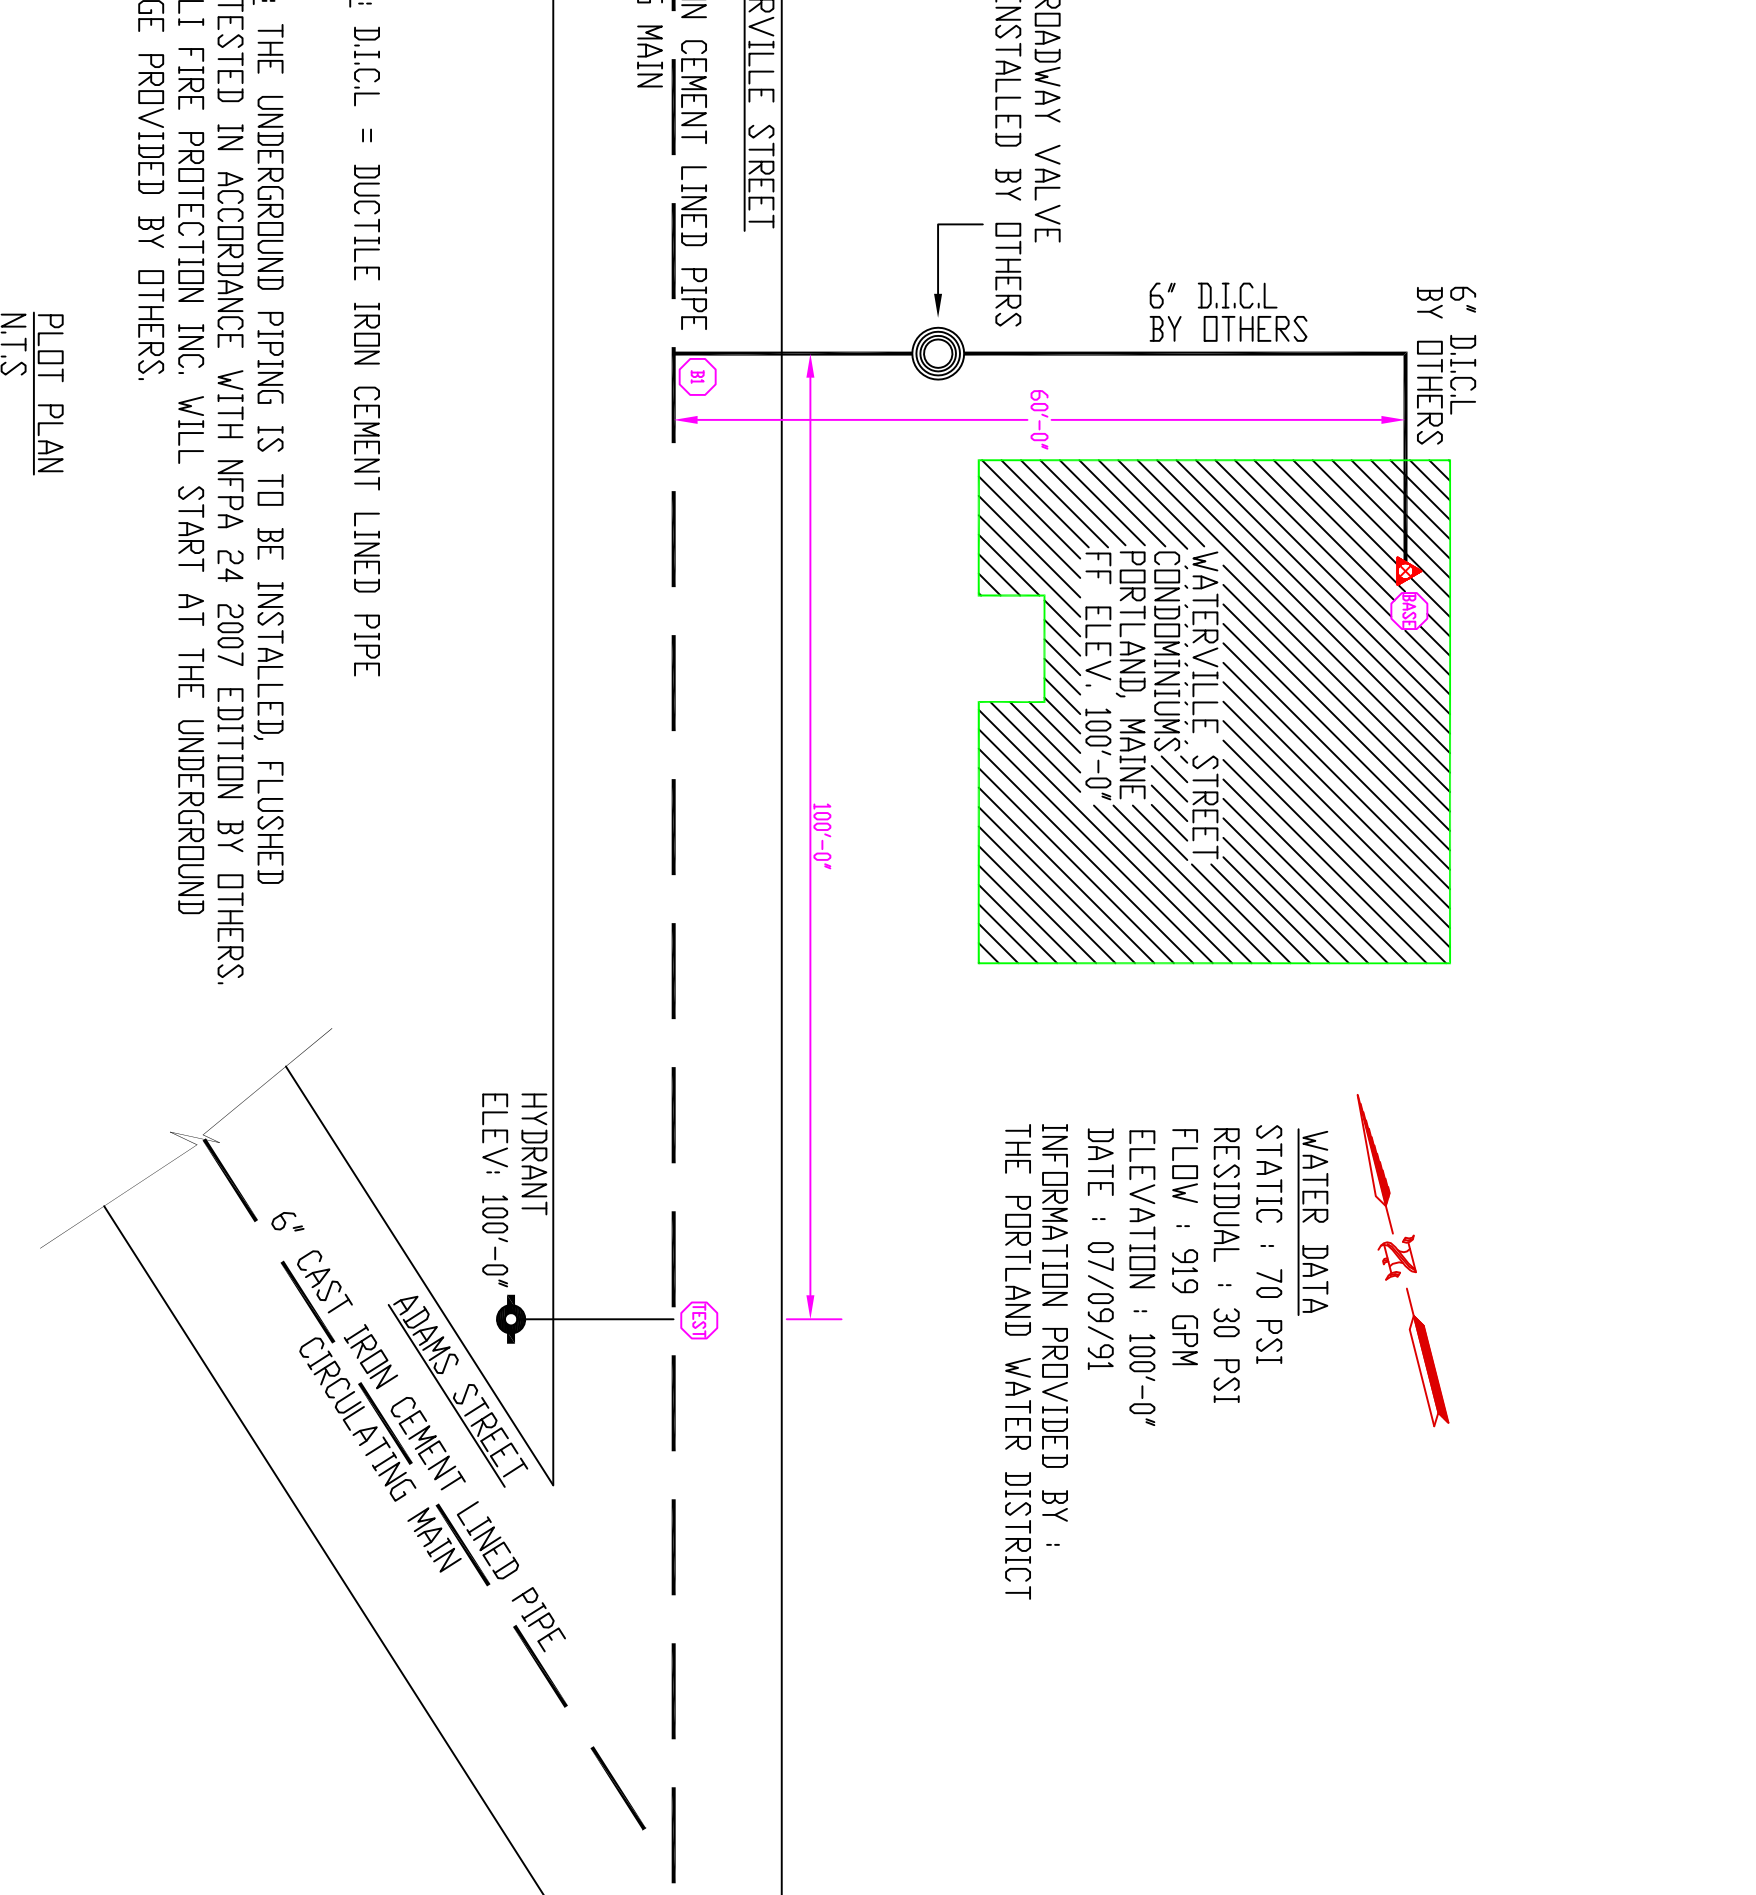 6" D.I.C.L
BY OTHERS
6" D.I.C.L
BY OTHERS
ROADWAY VALVE
INSTALLED BY OTHERS
60'-0"
BASE
WATERVILLE STREET
CONDOMINIUMS
PORTLAND, MAINE
FF ELEV. 100'-0"
WATER DATA
STATIC : 70 PSI
RESIDUAL : 30 PSI
FLOW : 919 GPM
ELEVATION : 100'-0"
DATE : 07/09/91
INFORMATION PROVIDED BY :
THE PORTLAND WATER DISTRICT
N
100'-0"
RVILLE STREET
N CEMENT LINED PIPE
G MAIN
B1
TEST
HYDRANT
ELEV: 100'-0"
ADAMS STREET
6" CAST IRON CEMENT LINED PIPE
CIRCULATING MAIN
: D.I.C.L = DUCTILE IRON CEMENT LINED PIPE
: THE UNDERGROUND PIPING IS TO BE INSTALLED, FLUSHED
TESTED IN ACCORDANCE WITH NFPA 24 2007 EDITION BY OTHERS.
LI FIRE PROTECTION INC. WILL START AT THE UNDERGROUND
GE PROVIDED BY OTHERS.
PLOT PLAN
N.T.S